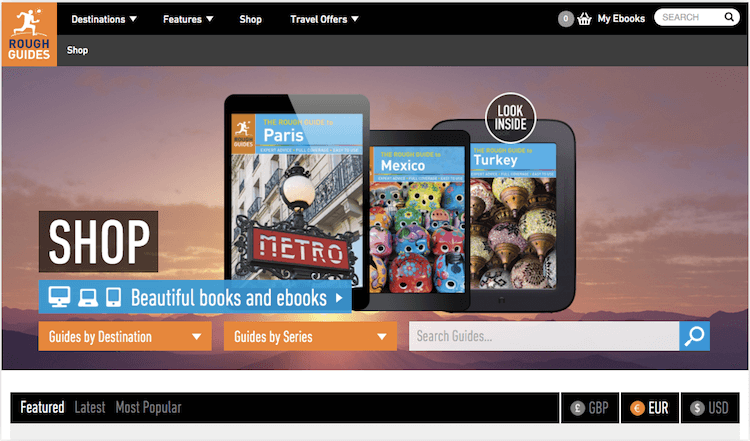 ROUGH
GUIDES
Destinations
Features
Shop
Travel Offers
0
My Ebooks
SEARCH
Shop
LOOK
INSIDE
THE ROUGH GUIDE to
Paris
ROUGH
GUIDES
EXPERT ADVICE • FULL COVERAGE • EASY TO USE
METRO
THE ROUGH GUIDE to
Mexico
EXPERT ADVICE • FULL COVERAGE • EASY TO USE
THE ROUGH GUIDE to
Turkey
EXPERT ADVICE • FULL COVERAGE • EASY TO USE
SHOP
Beautiful books and ebooks
Guides by Destination
Guides by Series
Search Guides...
Featured
Latest
Most Popular
£ GBP
€ EUR
$ USD